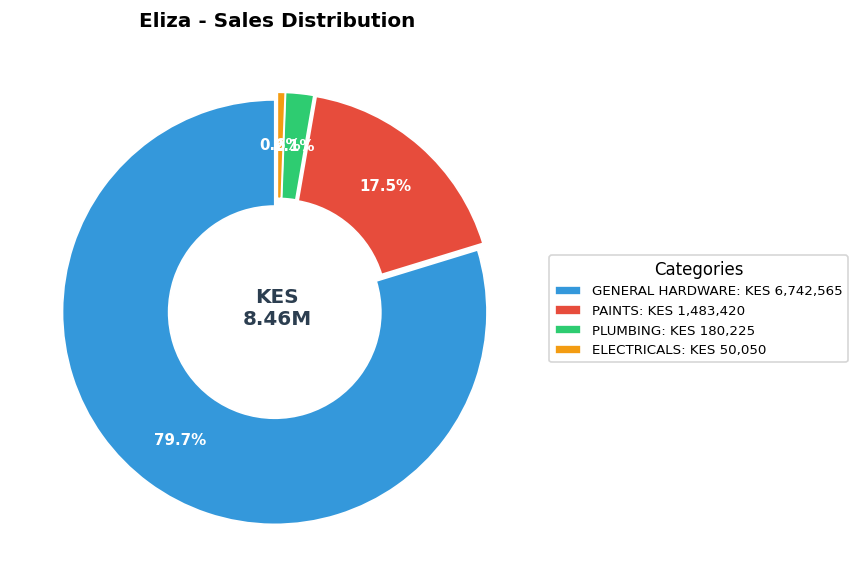 Eliza - Sales Distribution
17.5%
KES
8.46M
79.7%
Categories
GENERAL HARDWARE: KES 6,742,565
PAINTS: KES 1,483,420
PLUMBING: KES 180,225
ELECTRICALS: KES 50,050